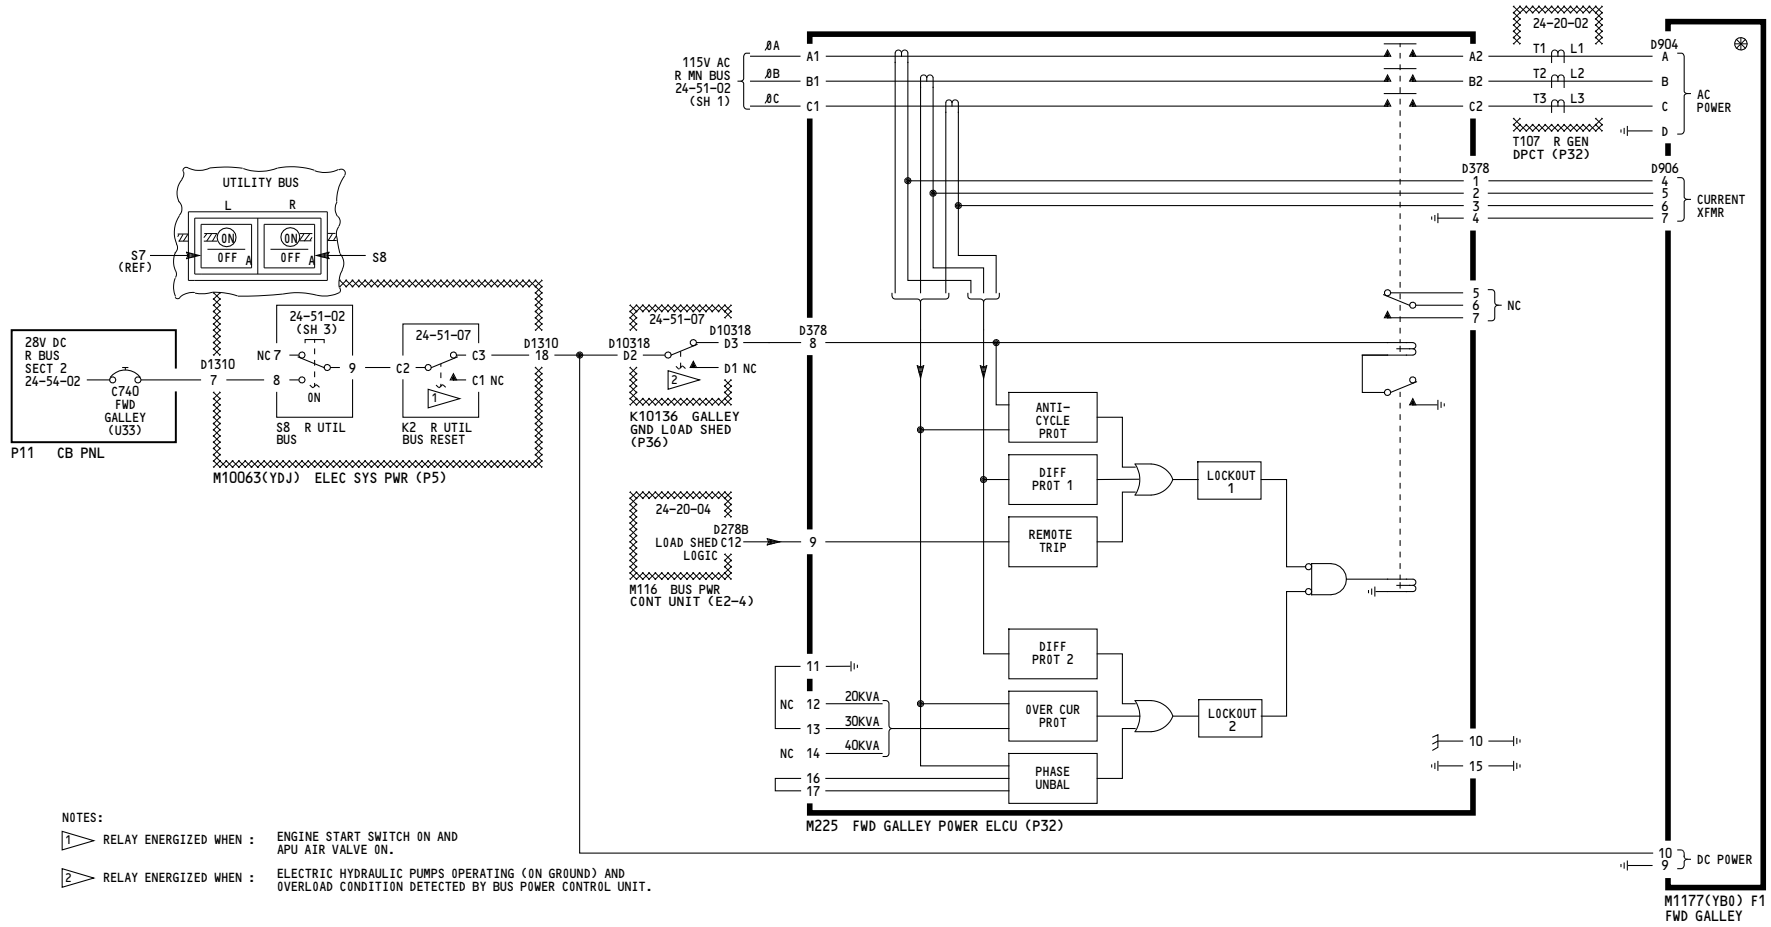 24-20-02
115V AC
R MN BUS
24-51-02
(SH 1)
ØA
ØB
ØC
A1
B1
C1
A2
B2
C2
T1 L1
T2 L2
T3 L3
T107 R GEN
DPCT (P32)
D904
A
B
C
D
AC
POWER
D378
1
2
3
4
D906
4
5
6
7
CURRENT
XFMR
5
6
7
NC
UTILITY BUS
L R
ON ON
OFF A OFF A
S7
(REF)
S8
28V DC
R BUS
SECT 2
24-54-02
C740
FWD
GALLEY
(U33)
P11 CB PNL
D1310
7
24-51-02
(SH 3)
NC 7
8
9
ON
S8 R UTIL
BUS
24-51-07
C2
C3
C1 NC
1
K2 R UTIL
BUS RESET
D1310
18
M10063(YDJ) ELEC SYS PWR (P5)
24-51-07
D10318
D2
D10318
D3
D1 NC
2
K10136 GALLEY
GND LOAD SHED
(P36)
D378
8
24-20-04
D278B
LOAD SHED C12
LOGIC
M116 BUS PWR
CONT UNIT (E2-4)
9
ANTI-
CYCLE
PROT
DIFF
PROT 1
REMOTE
TRIP
LOCKOUT
1
DIFF
PROT 2
OVER CUR
PROT
PHASE
UNBAL
LOCKOUT
2
11
NC 12 20KVA
13 30KVA
NC 14 40KVA
16
17
10
15
M225 FWD GALLEY POWER ELCU (P32)
10
9
DC POWER
M1177(YB0) F1
FWD GALLEY
NOTES:
1 RELAY ENERGIZED WHEN : ENGINE START SWITCH ON AND
APU AIR VALVE ON.
2 RELAY ENERGIZED WHEN : ELECTRIC HYDRAULIC PUMPS OPERATING (ON GROUND) AND
OVERLOAD CONDITION DETECTED BY BUS POWER CONTROL UNIT.